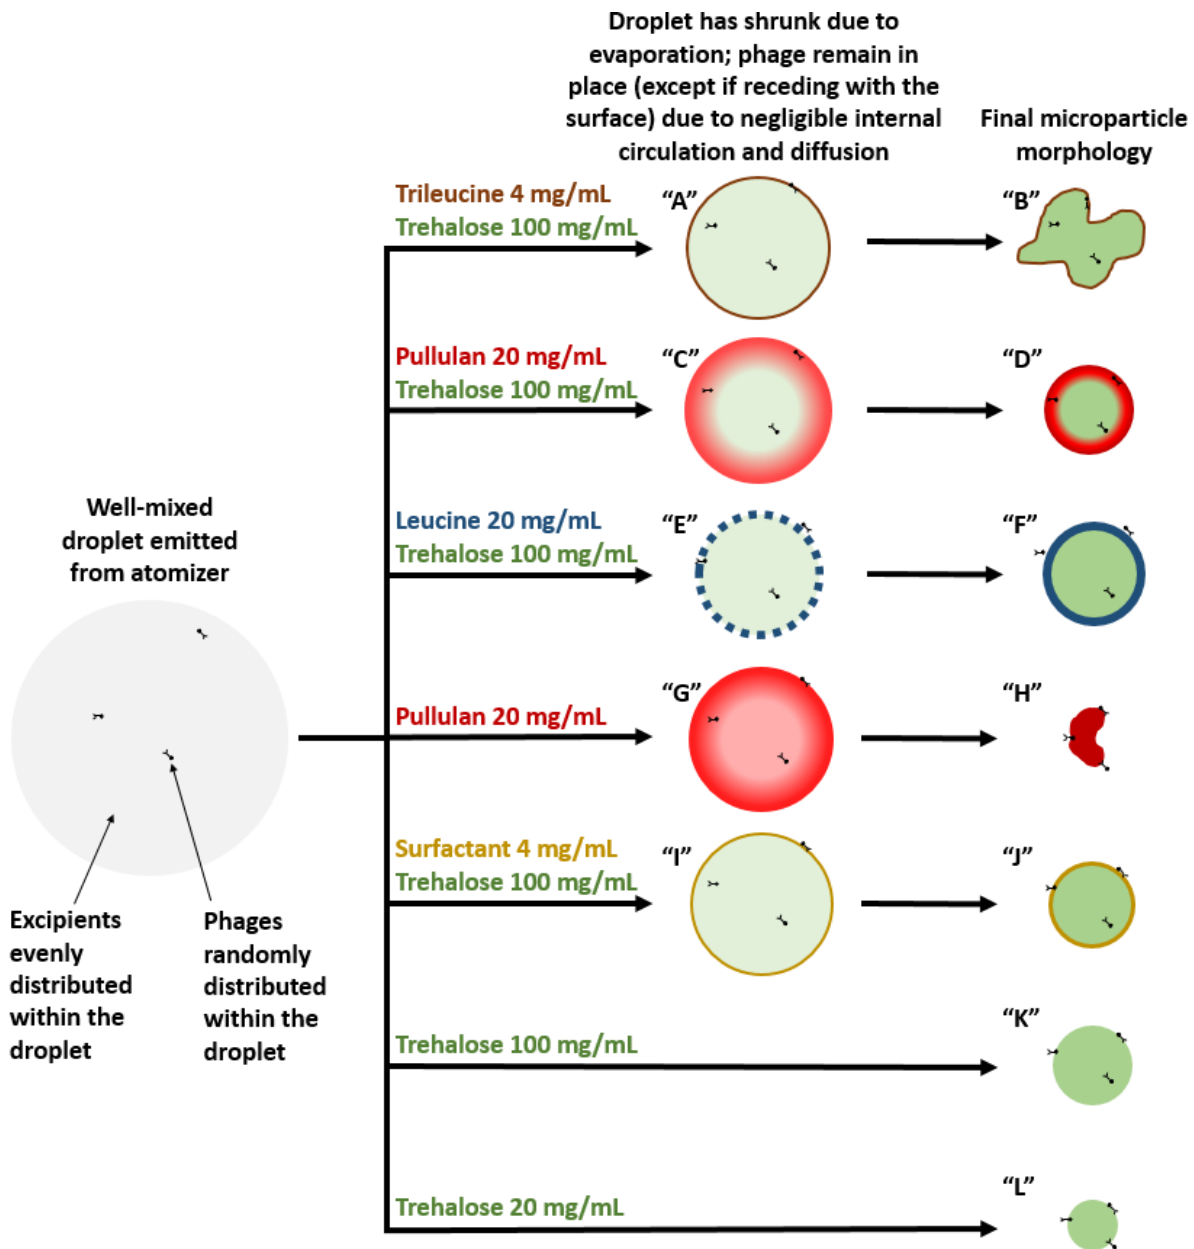 Droplet has shrunk due to
evaporation; phage remain in
place (except if receding with the
surface) due to negligible internal
circulation and diffusion
Final microparticle
morphology
Trileucine 4 mg/mL
Trehalose 100 mg/mL
“A”
“B”
Pullulan 20 mg/mL
Trehalose 100 mg/mL
“C”
“D”
Well-mixed
droplet emitted
from atomizer
Leucine 20 mg/mL
Trehalose 100 mg/mL
“E”
“F”
Pullulan 20 mg/mL
“G”
“H”
Surfactant 4 mg/mL
Trehalose 100 mg/mL
“I”
“J”
Excipients
evenly
distributed
within the
droplet
Phages
randomly
distributed
within the
droplet
Trehalose 100 mg/mL
“K”
Trehalose 20 mg/mL
“L”